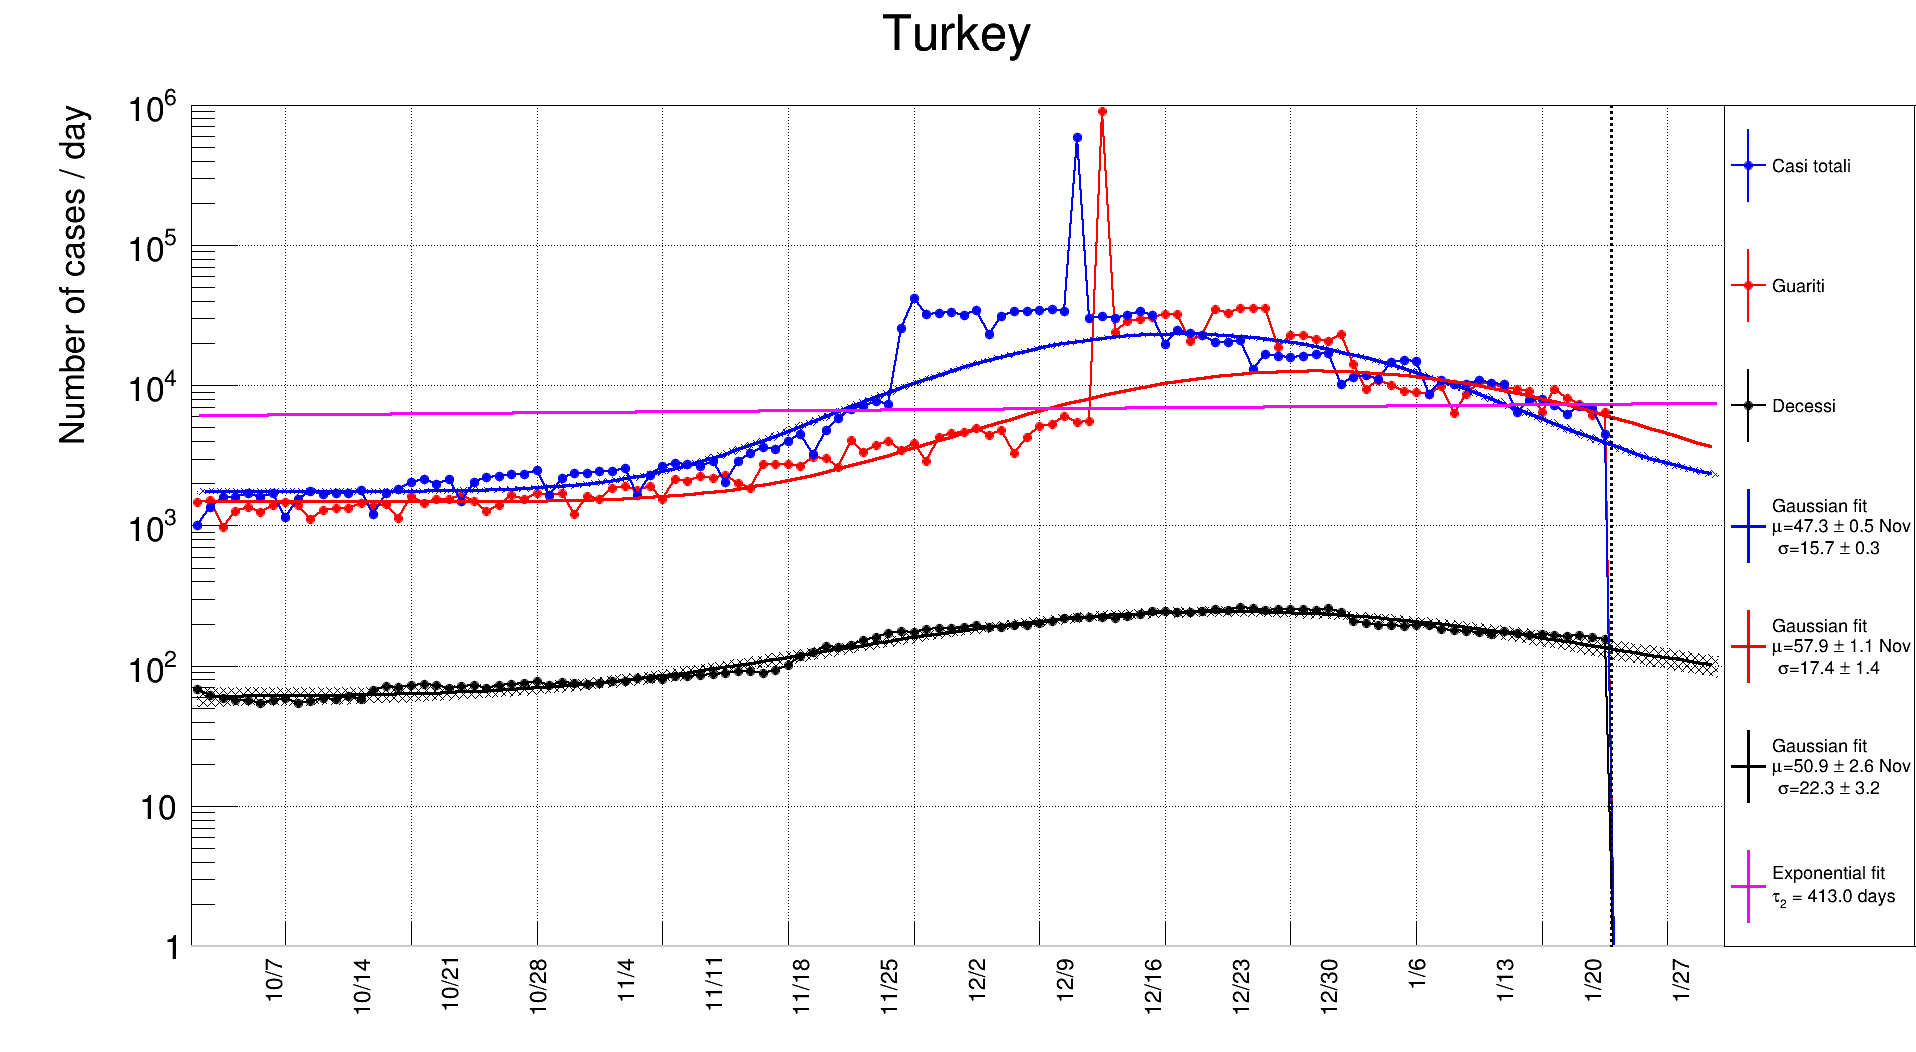 Turkey
Number of cases / day
10^6
10^5
10^4
10^3
10^2
10
1
10/7
10/14
10/21
10/28
11/4
11/11
11/18
11/25
12/2
12/9
12/16
12/23
12/30
1/6
1/13
1/20
1/27
Casi totali
Guariti
Decessi
Gaussian fit
μ=47.3 ± 0.5 Nov
σ=15.7 ± 0.3
Gaussian fit
μ=57.9 ± 1.1 Nov
σ=17.4 ± 1.4
Gaussian fit
μ=50.9 ± 2.6 Nov
σ=22.3 ± 3.2
Exponential fit
τ₂ = 413.0 days